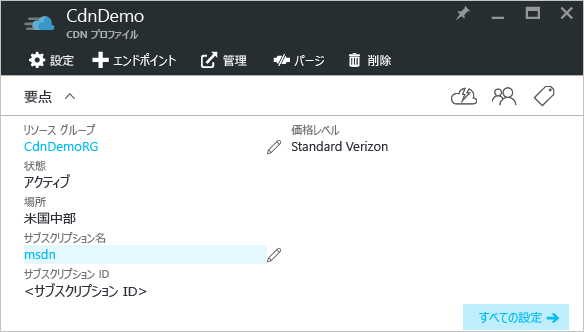 CdnDemo
CDN プロファイル
設定 エンドポイント 管理 パージ 削除
要点
リソース グループ
CdnDemoRG
状態
アクティブ
場所
米国中部
サブスクリプション名
msdn
サブスクリプション ID
<サブスクリプション ID>
価格レベル
Standard Verizon
すべての設定